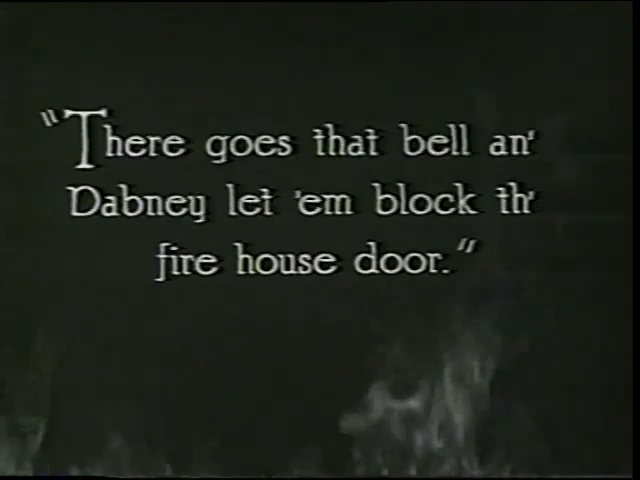 “There goes that bell an'
Dabney let 'em block th'
fire house door.”